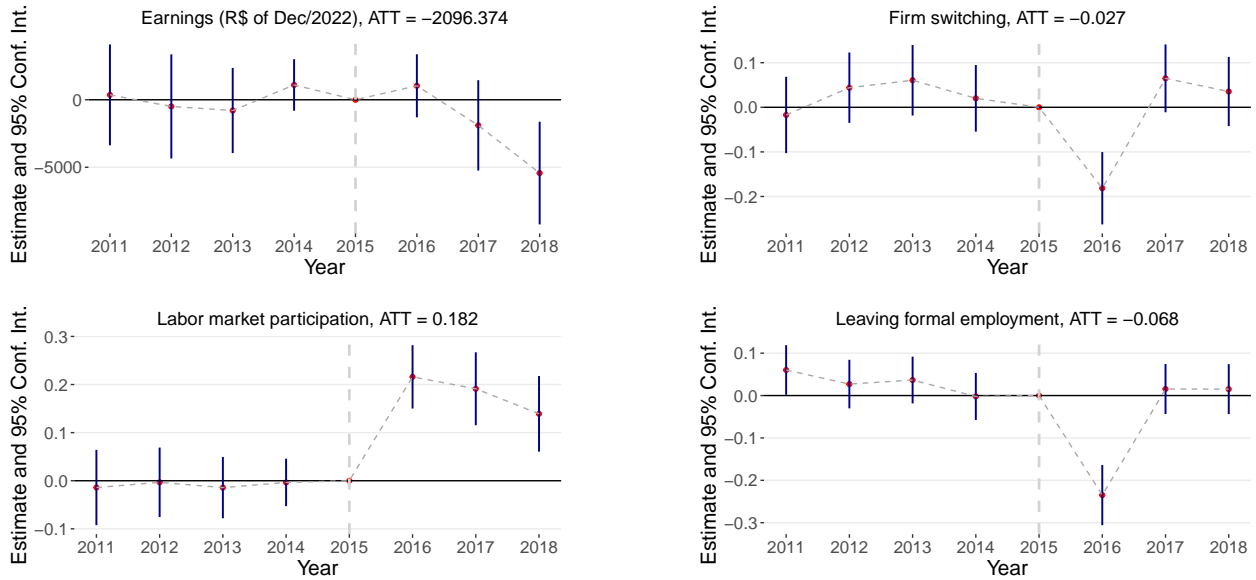 Earnings (R$ of Dec/2022), ATT = −2096.374
Estimate and 95% Conf. Int.
0
−5000
2011 2012 2013 2014 2015 2016 2017 2018
Year
Firm switching, ATT = −0.027
Estimate and 95% Conf. Int.
0.1
0.0
−0.1
−0.2
2011 2012 2013 2014 2015 2016 2017 2018
Year
Labor market participation, ATT = 0.182
Estimate and 95% Conf. Int.
0.3
0.2
0.1
0.0
−0.1
2011 2012 2013 2014 2015 2016 2017 2018
Year
Leaving formal employment, ATT = −0.068
Estimate and 95% Conf. Int.
0.1
0.0
−0.1
−0.2
−0.3
2011 2012 2013 2014 2015 2016 2017 2018
Year